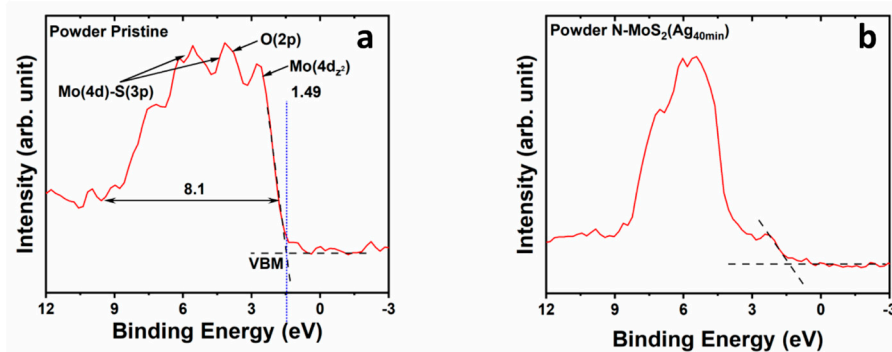 Powder Pristine
a
O(2p)
Mo(4d_z²)
Mo(4d)-S(3p)
1.49
8.1
VBM
Intensity (arb. unit)
12 9 6 3 0 -3
Binding Energy (eV)
Powder N-MoS₂(Ag₄₀ₘᵢₙ)
b
Intensity (arb. unit)
12 9 6 3 0 -3
Binding Energy (eV)